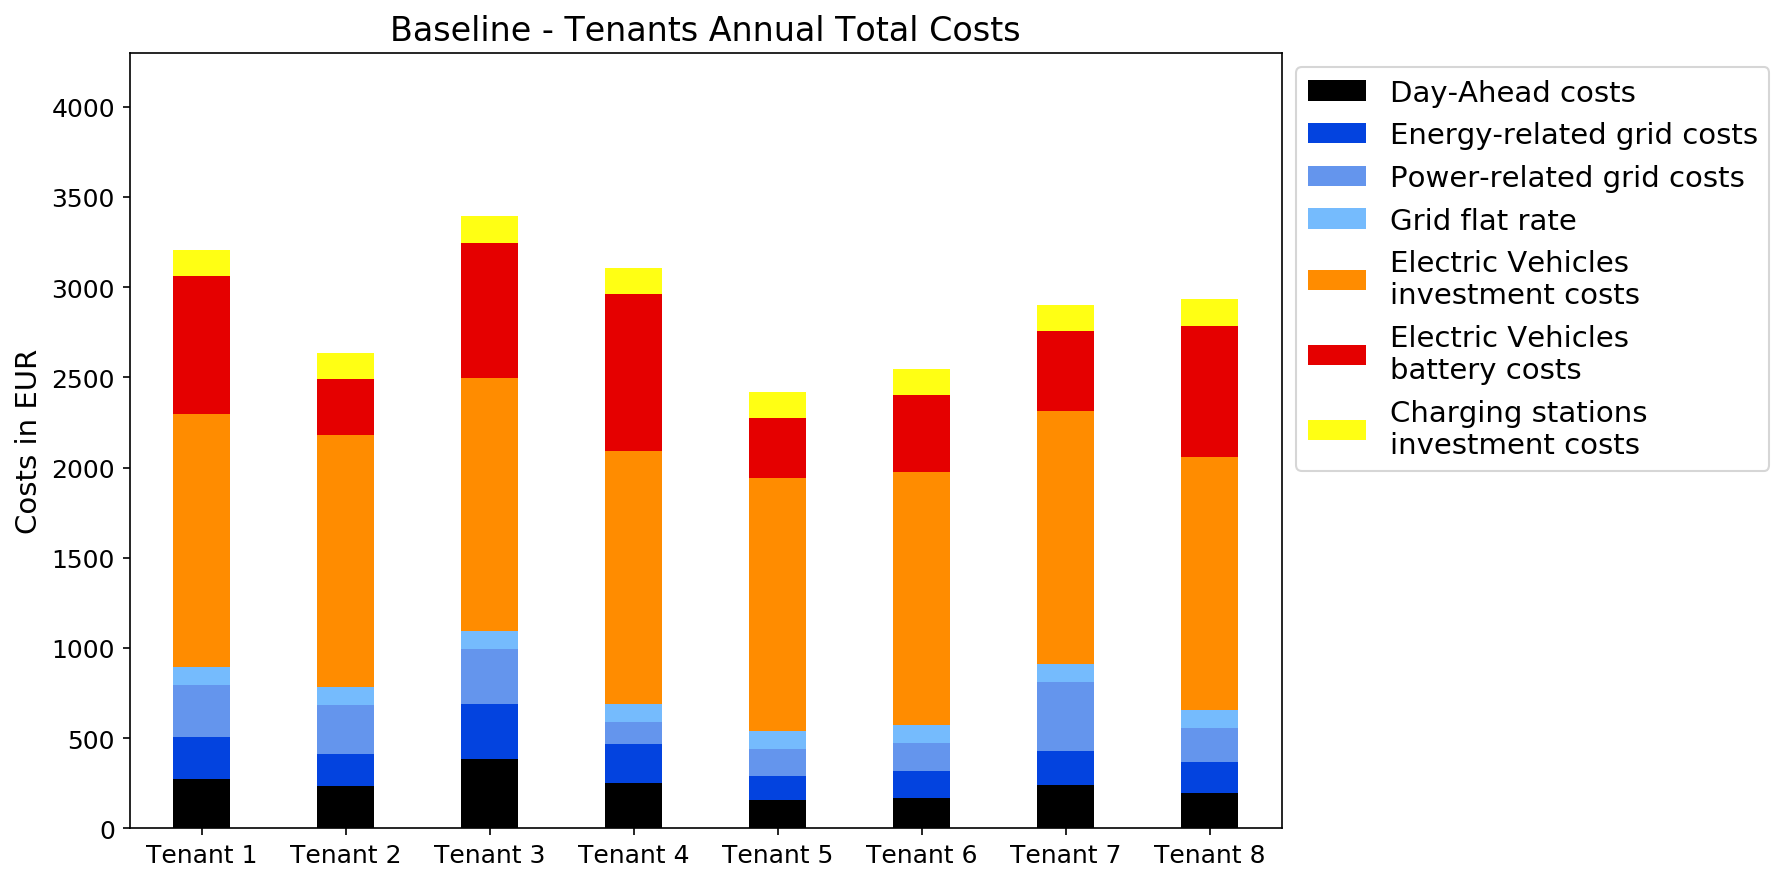 Baseline - Tenants Annual Total Costs
Costs in EUR
4000
3500
3000
2500
2000
1500
1000
500
0
Tenant 1 Tenant 2 Tenant 3 Tenant 4 Tenant 5 Tenant 6 Tenant 7 Tenant 8
Day-Ahead costs
Energy-related grid costs
Power-related grid costs
Grid flat rate
Electric Vehicles
investment costs
Electric Vehicles
battery costs
Charging stations
investment costs